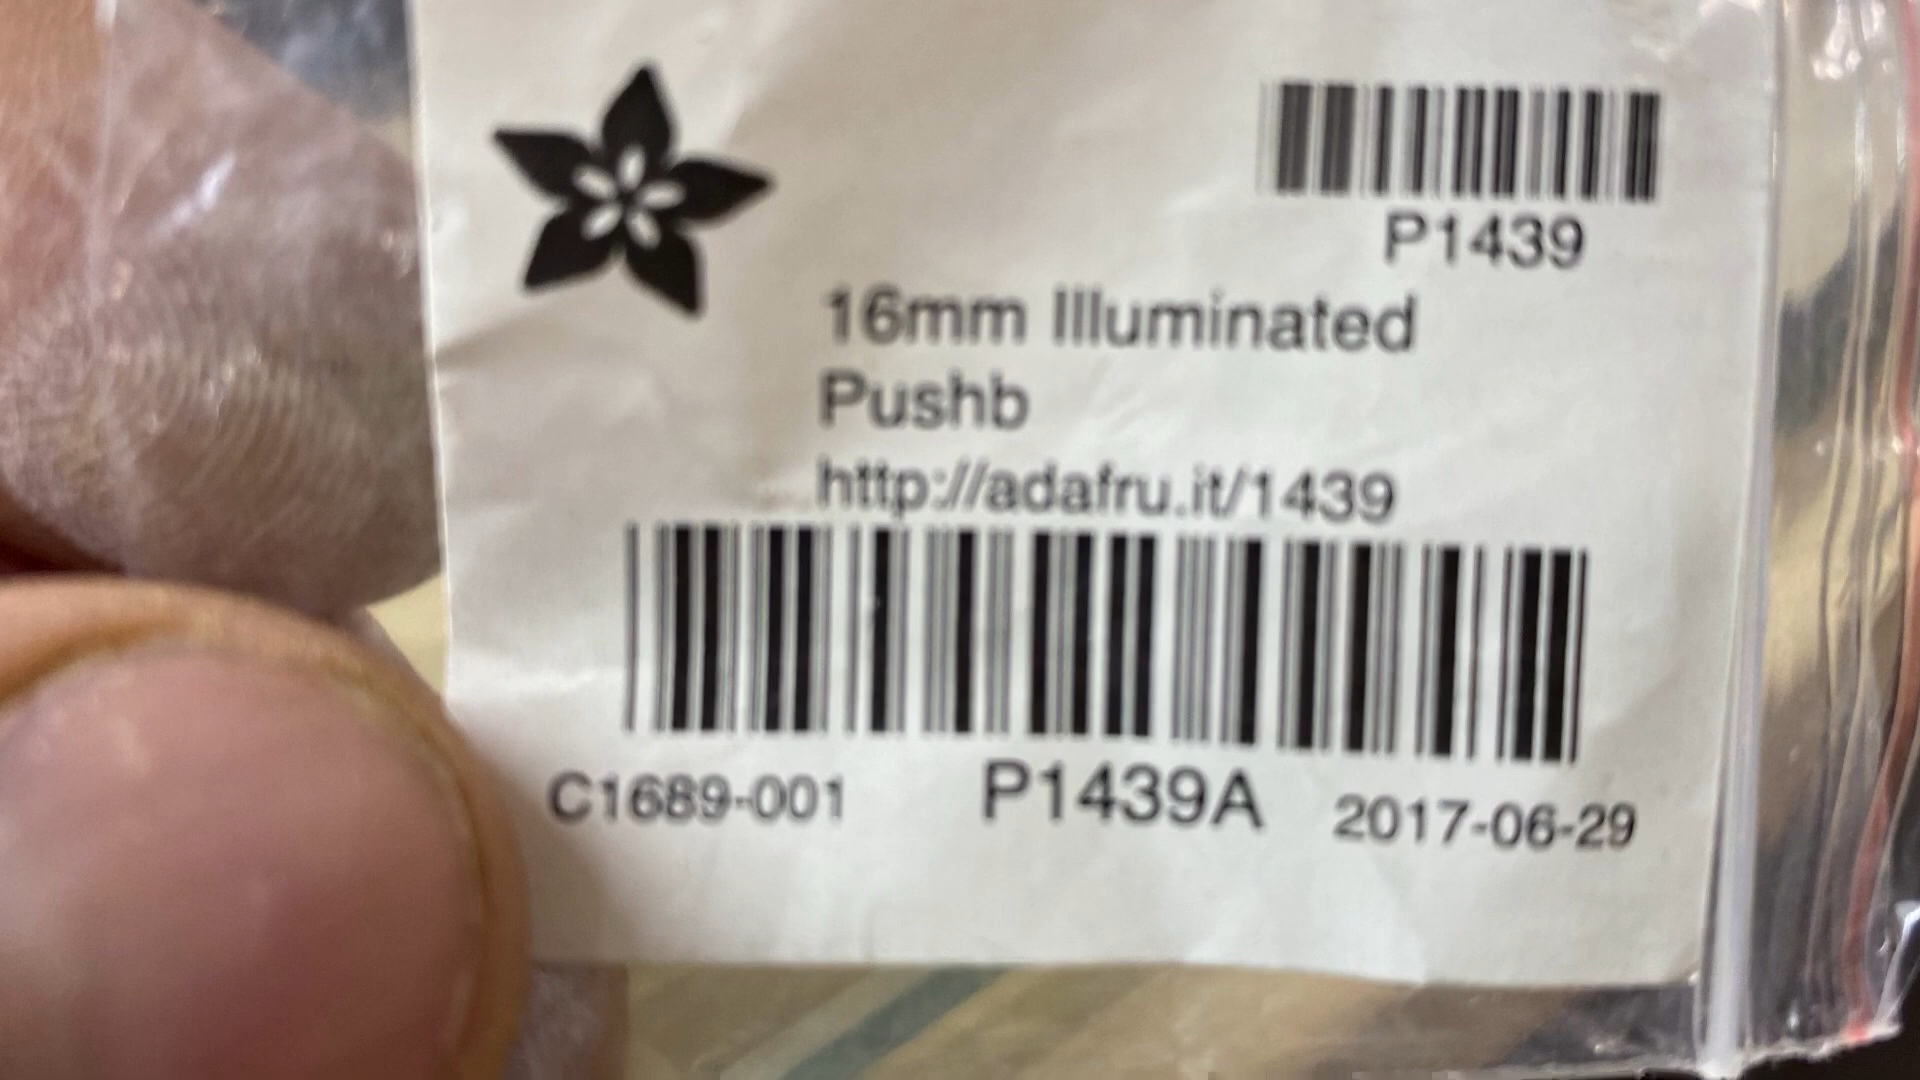 P1439
16mm Illuminated
Pushb
http://adafru.it/1439
C1689-001 P1439A 2017-06-29